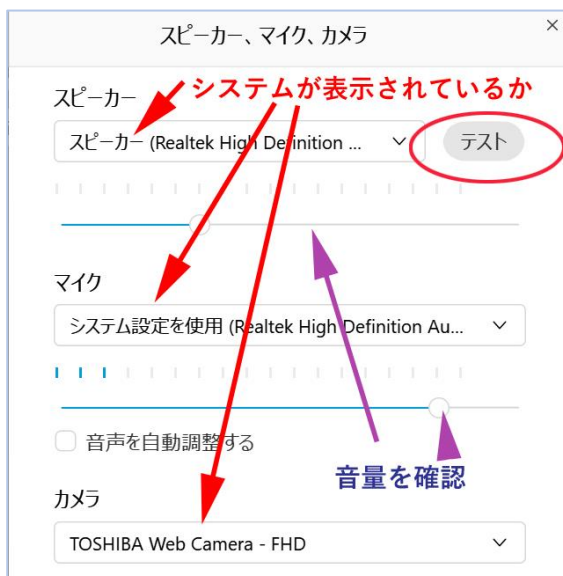 スピーカー、マイク、カメラ
×
システムが表示されているか
スピーカー
スピーカー (Realtek High Definition ...
テスト
マイク
システム設定を使用 (Realtek High Definition Au...
音声を自動調整する
音量を確認
カメラ
TOSHIBA Web Camera - FHD